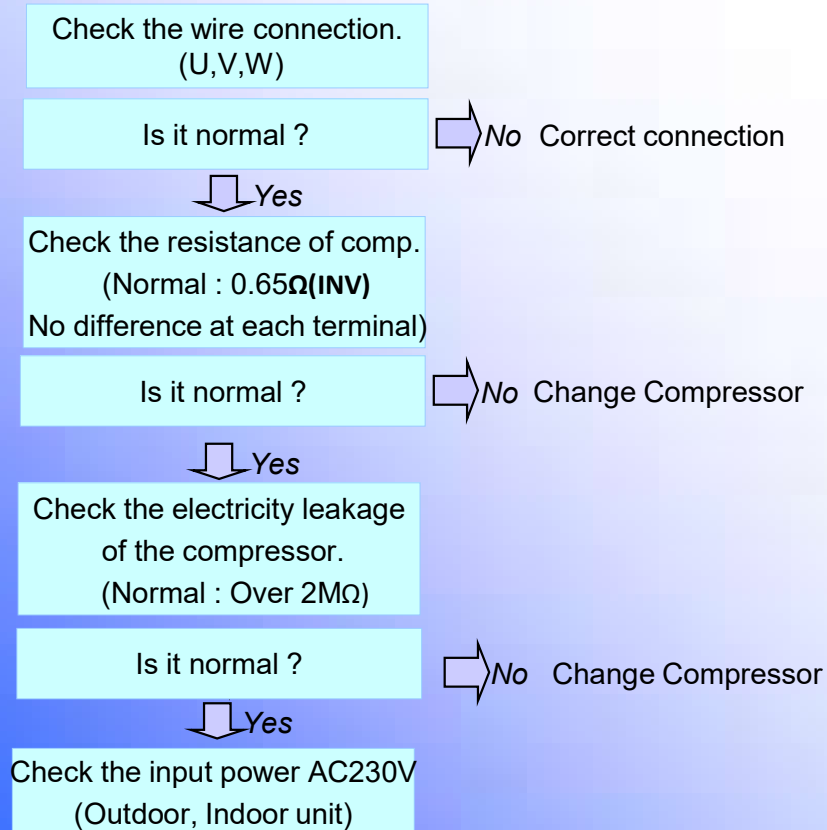 Check the wire connection.
(U,V,W)
Is it normal ?
No Correct connection
Yes
Check the resistance of comp.
(Normal : 0.65Ω(INV)
No difference at each terminal)
Is it normal ?
No Change Compressor
Yes
Check the electricity leakage
of the compressor.
(Normal : Over 2MΩ)
Is it normal ?
No Change Compressor
Yes
Check the input power AC230V
(Outdoor, Indoor unit)